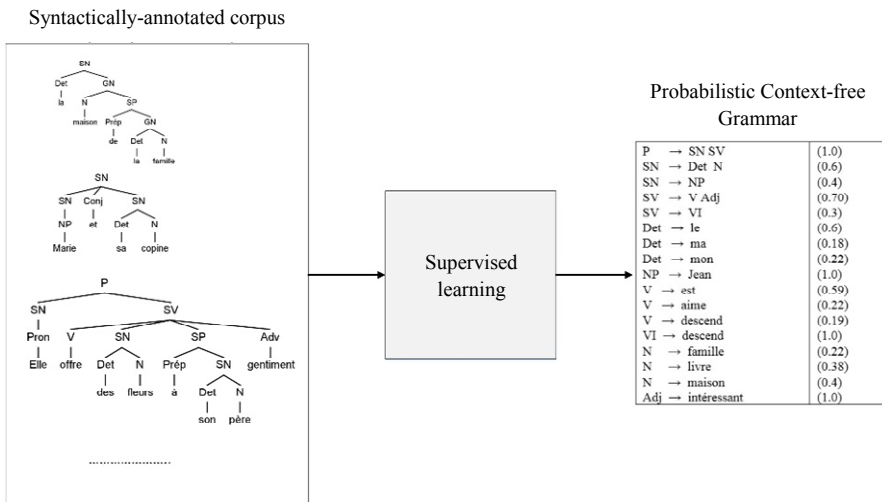 Syntactically-annotated corpus
SN
Det GN
la N SP
maison Prép GN
de Det N
la famille
SN
SN Conj SN
NP et Det N
Marie sa copine
P
SN SV
Pron V SN SP Adv
Elle offre Det N Prép SN gentiment
des fleurs à Det N
son père
Supervised
learning
Probabilistic Context-free
Grammar
P → SN SV (1.0)
SN → Det N (0.6)
SN → NP (0.4)
SV → V Adj (0.70)
SV → VI (0.3)
Det → le (0.6)
Det → ma (0.18)
Det → mon (0.22)
NP → Jean (1.0)
V → est (0.59)
V → aime (0.22)
V → descend (0.19)
VI → descend (1.0)
N → famille (0.22)
N → livre (0.38)
N → maison (0.4)
Adj → intéressant (1.0)